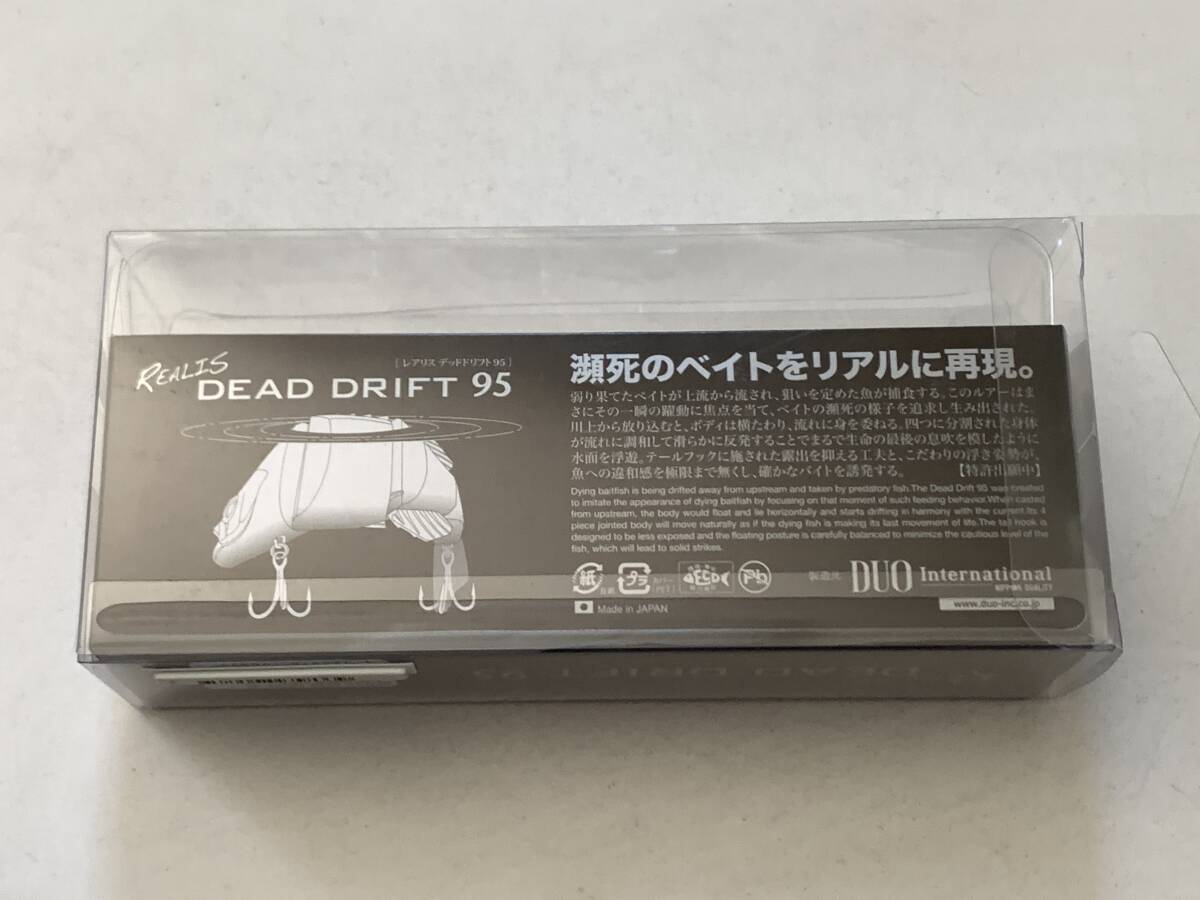 REALIS
[レアリス デッドドリフト95]
DEAD DRIFT 95
瀕死のベイトをリアルに再現。
弱り果てたベイトが上流から流され、狙いを定めた魚が捕食する。このルアーはま
さにその一瞬の躍動に焦点を当て、ベイトの瀕死の様子を追求し生み出された。
川上から放り込むと、ボディは横たわり、流れに身を委ねる。四つに分割された身体
が流れに調和して滑らかに反発することでまるで生命の最後の息吹を模したように
水面を浮遊。テールフックに施された露出を抑える工夫と、こだわりの浮き姿勢が、
魚への違和感を極限まで無くし、確かなバイトを誘発する。 【特許出願中】
Dying baitfish is being drifted away from upstream and taken by predatory fish.The Dead Drift 95 was created
to imitate the appearance of dying baitfish by focusing on that moment of such feeding behavior.When casted
from upstream, the body would float and lie horizontally and starts drifting in harmony with the current.Its 4
piece jointed body will move naturally as if the dying fish is making its last movement of life.The tail hook is
designed to be less exposed and the floating posture is carefully balanced to minimize the cautious level of the
fish, which will lead to solid strikes.
紙 台紙 プラ カバー (PET) ECO Pb 製造元 DUO International
NIPPON QUALITY
Made in JAPAN www.duo-inc.co.jp
DEAD DRIFT 95